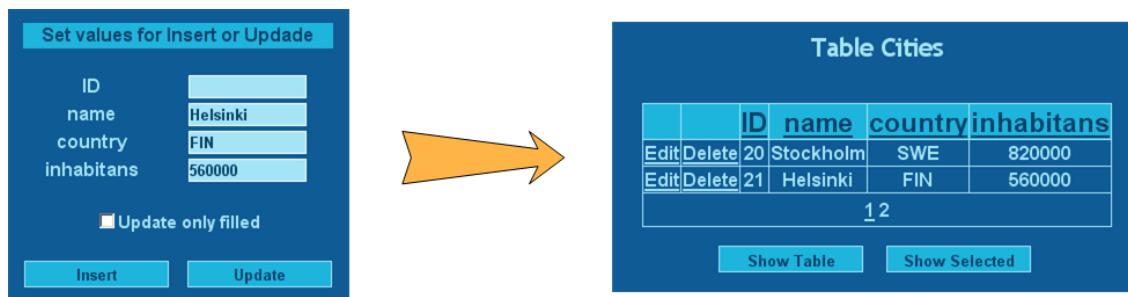 Set values for Insert or Updade
ID
name Helsinki
country FIN
inhabitans 560000
Update only filled
Insert Update
Table Cities
ID name country inhabitans
Edit Delete 20 Stockholm SWE 820000
Edit Delete 21 Helsinki FIN 560000
1 2
Show Table Show Selected